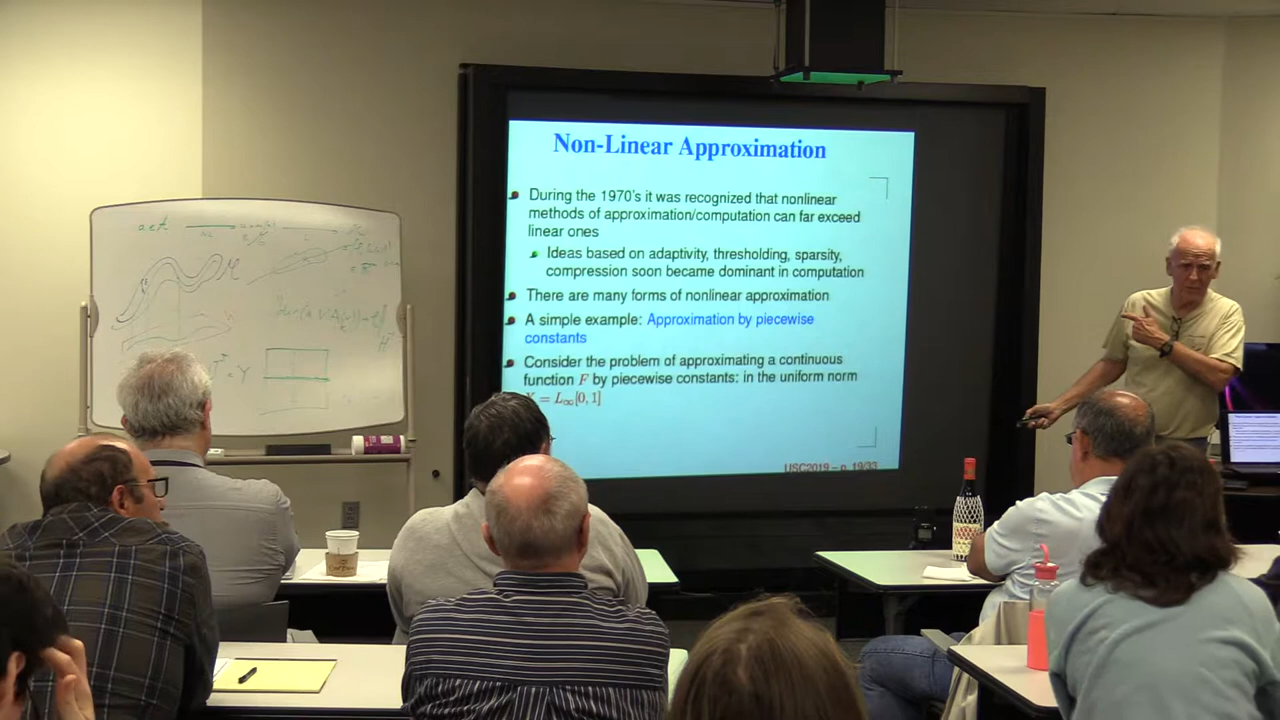 Non-Linear Approximation
During the 1970's it was recognized that nonlinear
methods of approximation/computation can far exceed
linear ones
Ideas based on adaptivity, thresholding, sparsity,
compression soon became dominant in computation
There are many forms of nonlinear approximation
A simple example: Approximation by piecewise
constants
Consider the problem of approximating a continuous
function F by piecewise constants: in the uniform norm
X = L∞[0, 1]
USC2019 – p. 19/33